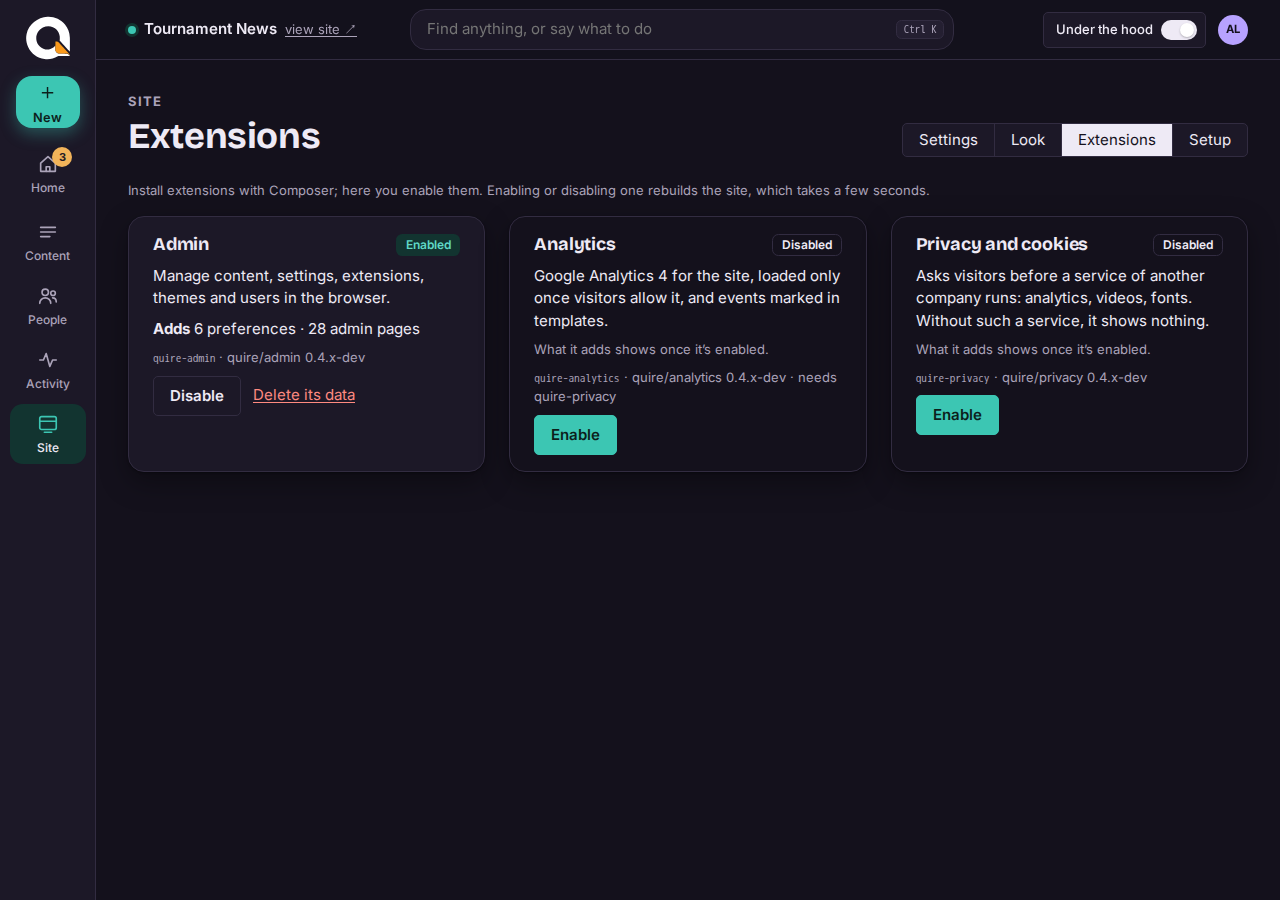 Tournament News view site ↗
Find anything, or say what to do
Ctrl K
Under the hood
AL
+
New
3
Home
Content
People
Activity
Site
SITE
Extensions
Settings Look Extensions Setup
Install extensions with Composer; here you enable them. Enabling or disabling one rebuilds the site, which takes a few seconds.
Admin Enabled
Manage content, settings, extensions,
themes and users in the browser.
Adds 6 preferences · 28 admin pages
quire-admin · quire/admin 0.4.x-dev
Disable Delete its data
Analytics Disabled
Google Analytics 4 for the site, loaded only
once visitors allow it, and events marked in
templates.
What it adds shows once it’s enabled.
quire-analytics · quire/analytics 0.4.x-dev · needs
quire-privacy
Enable
Privacy and cookies Disabled
Asks visitors before a service of another
company runs: analytics, videos, fonts.
Without such a service, it shows nothing.
What it adds shows once it’s enabled.
quire-privacy · quire/privacy 0.4.x-dev
Enable